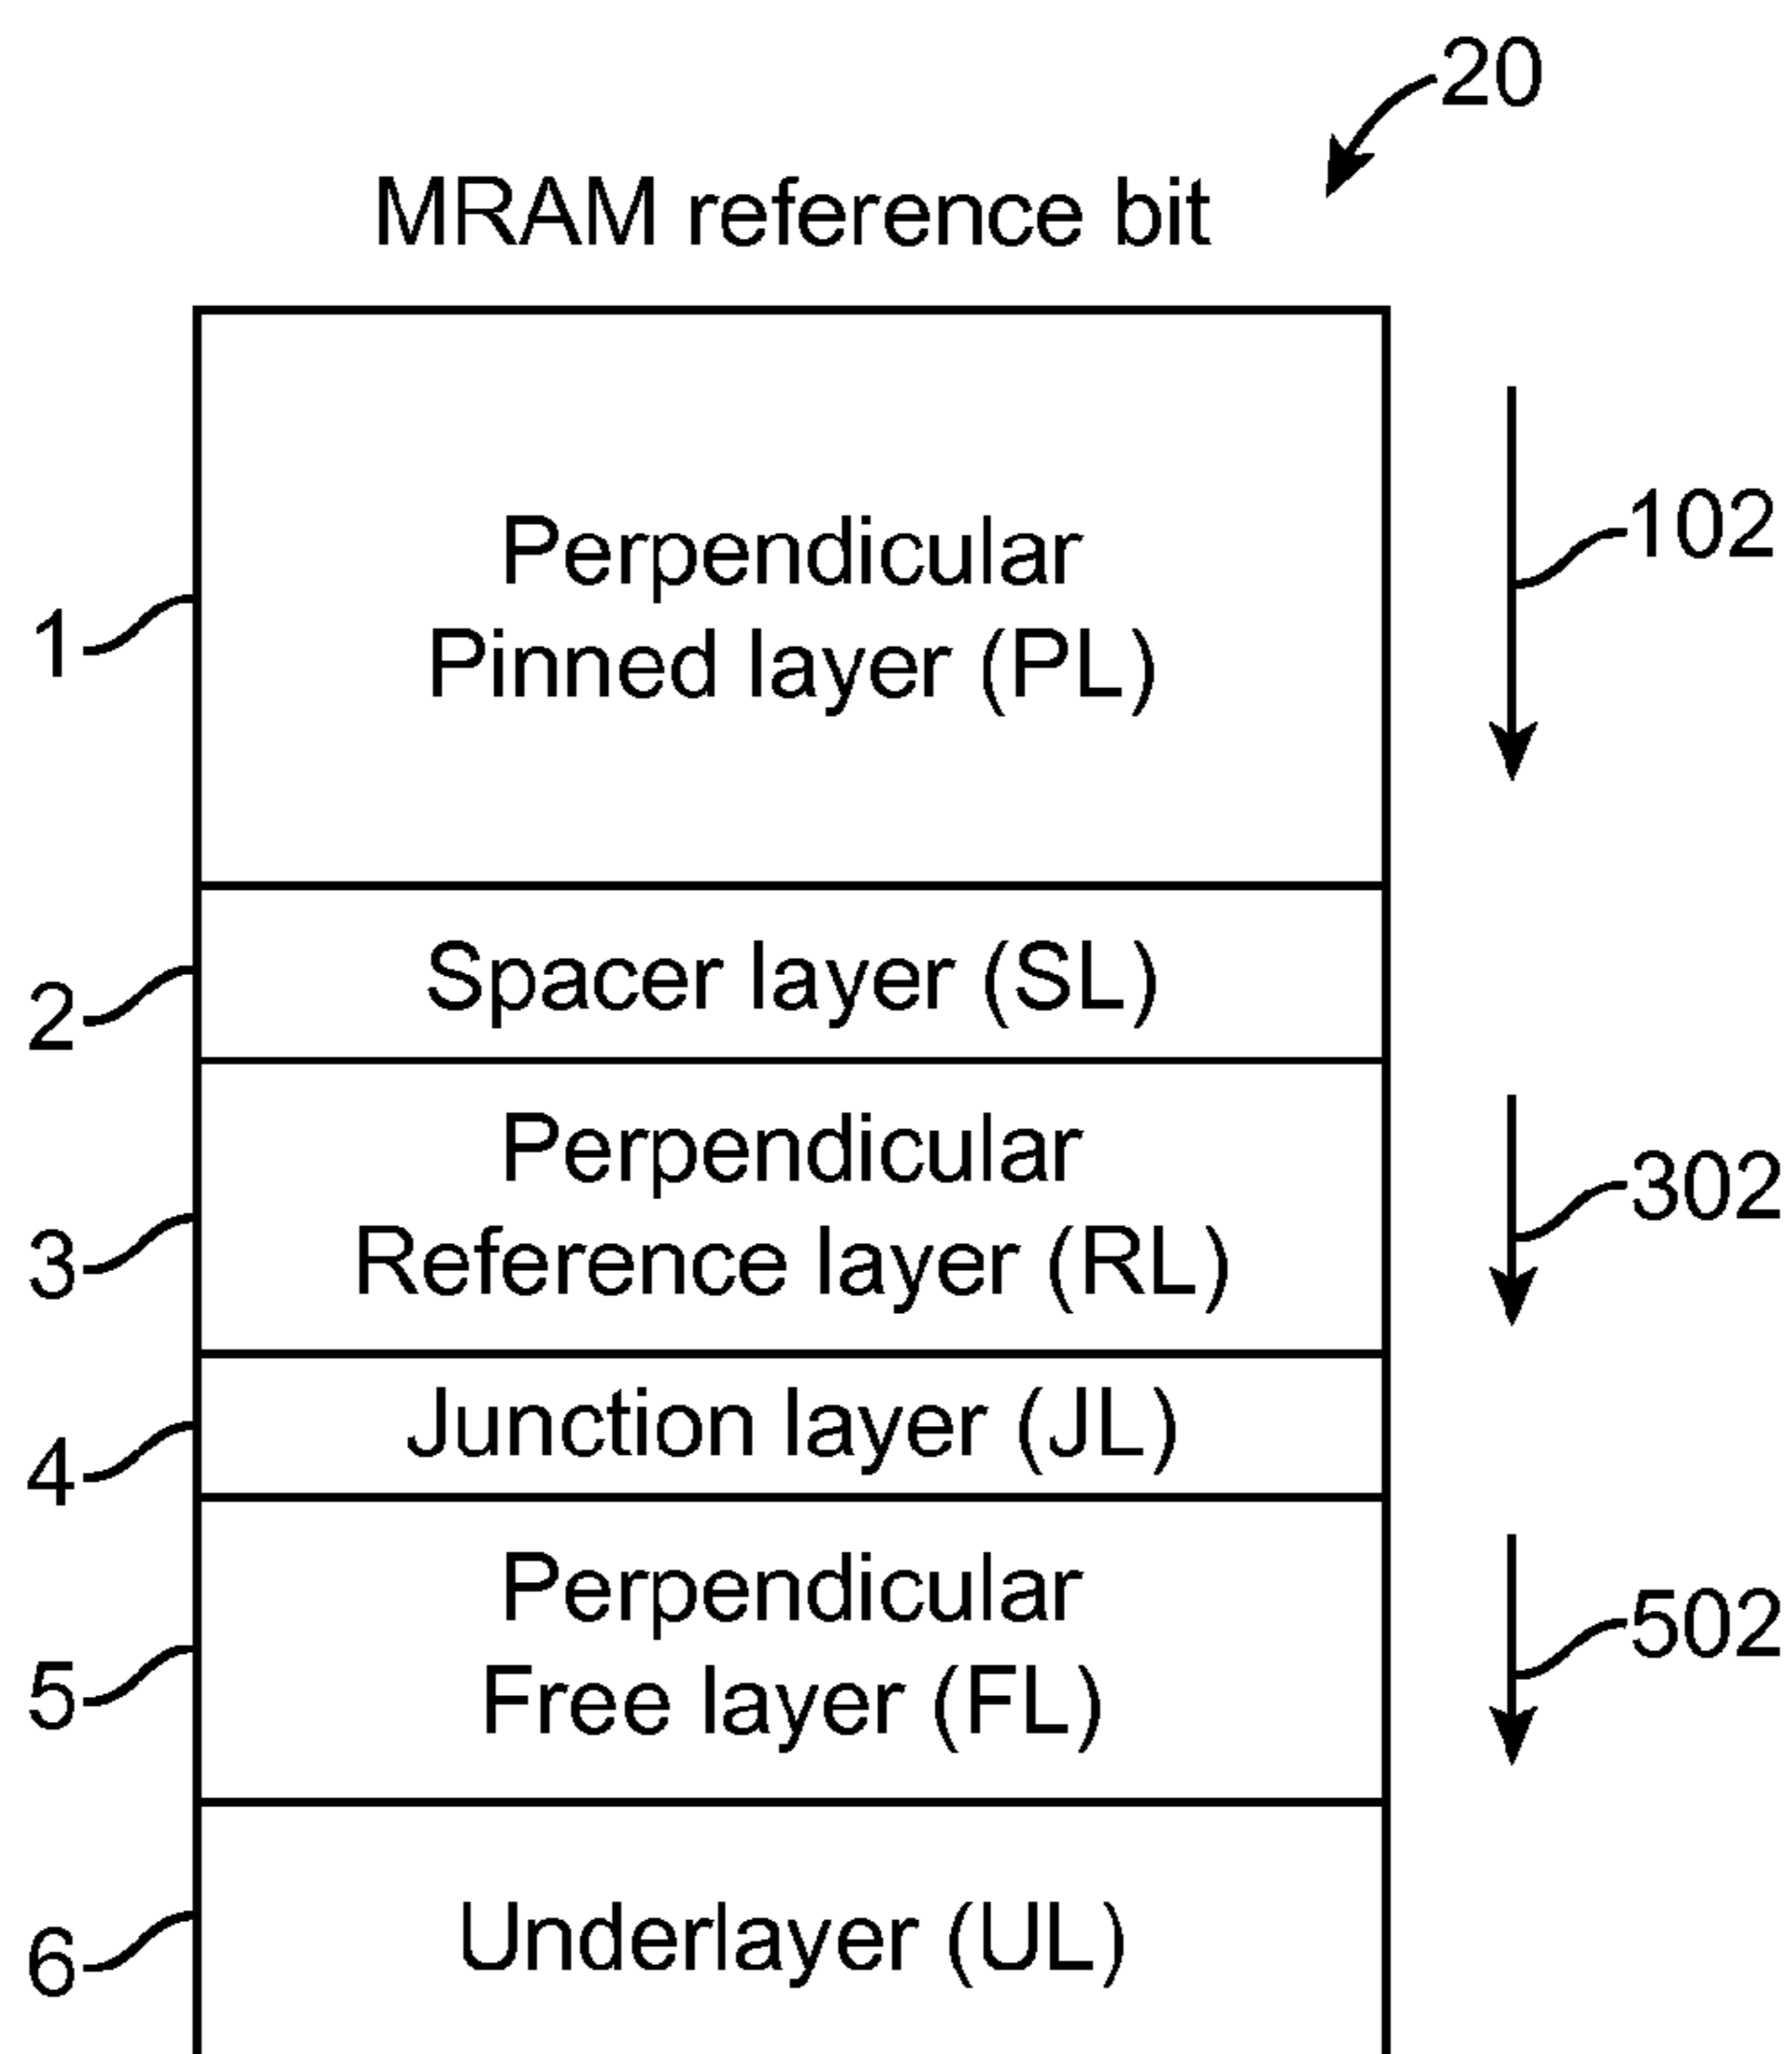 20
MRAM reference bit
102
1
Perpendicular
Pinned layer (PL)
2
Spacer layer (SL)
3
Perpendicular
Reference layer (RL)
302
4
Junction layer (JL)
5
Perpendicular
Free layer (FL)
502
6
Underlayer (UL)